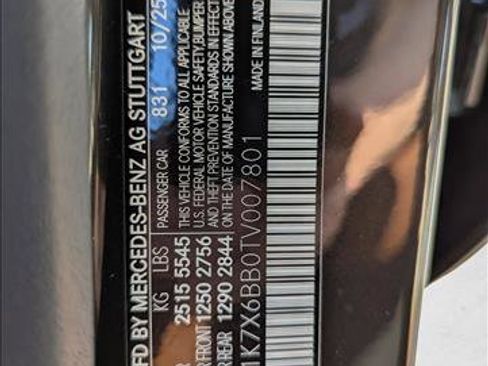 MFD BY MERCEDES-BENZ AG STUTTGART
KG LBS PASSENGER CAR 831 10/25
R 2515 5545 THIS VEHICLE CONFORMS TO ALL APPLICABLE
R FRONT 1250 2756 U.S. FEDERAL MOTOR VEHICLE SAFETY, BUMPER
R REAR 1290 2844 AND THEFT PREVENTION STANDARDS IN EFFECT
ON THE DATE OF MANUFACTURE SHOWN ABOVE
1K7X6BB0TV007801
MADE IN FINLAND